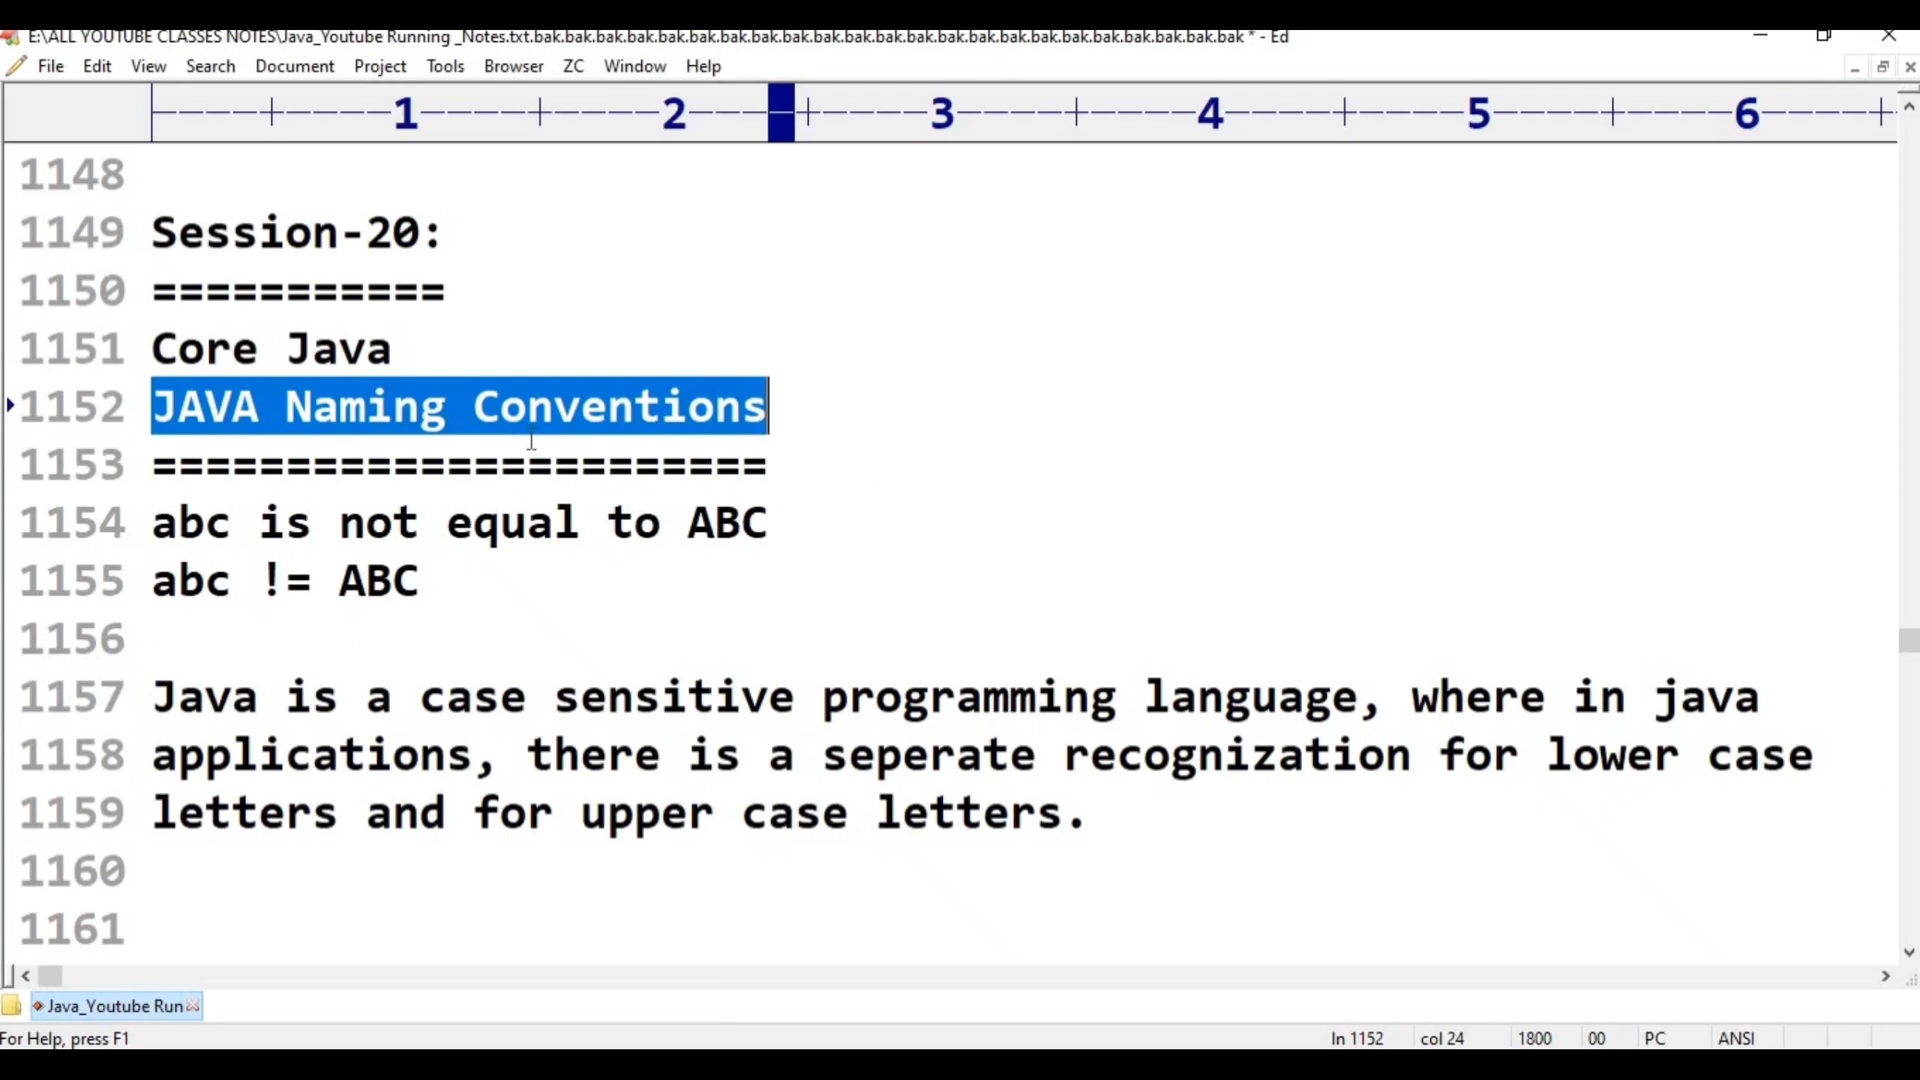 E:\ALL YOUTUBE CLASSES NOTES\Java_Youtube Running _Notes.txt.bak.bak.bak.bak.bak.bak.bak.bak.bak.bak.bak.bak.bak.bak.bak.bak.bak.bak.bak.bak.bak.bak.bak * - Ed
File Edit View Search Document Project Tools Browser ZC Window Help
1 2 3 4 5 6
1148
1149 Session-20:
1150 ===========
1151 Core Java
1152 JAVA Naming Conventions
1153 =======================
1154 abc is not equal to ABC
1155 abc != ABC
1156
1157 Java is a case sensitive programming language, where in java
1158 applications, there is a seperate recognization for lower case
1159 letters and for upper case letters.
1160
1161
Java_Youtube Run
For Help, press F1 ln 1152 col 24 1800 00 PC ANSI